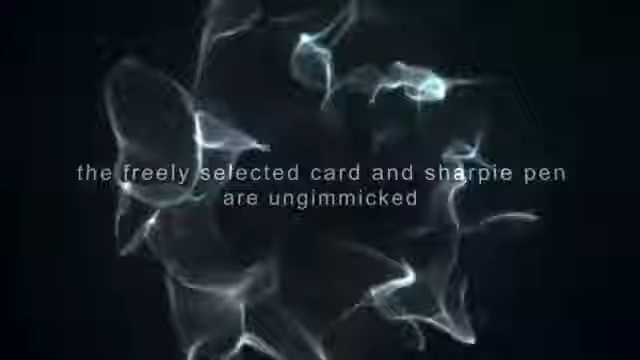 the freely selected card and sharpie pen
are ungimmicked